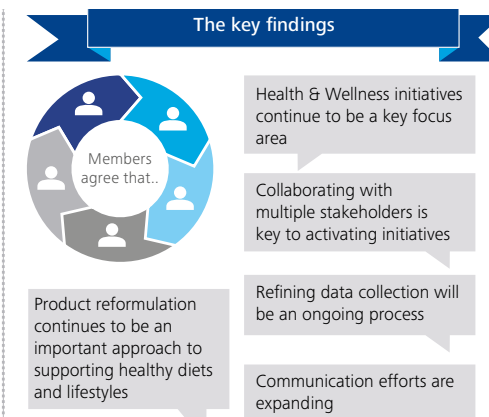 The key findings
Members
agree that..
Health & Wellness initiatives
continue to be a key focus
area
Collaborating with
multiple stakeholders is
key to activating initiatives
Product reformulation
continues to be an
important approach to
supporting healthy diets
and lifestyles
Refining data collection will
be an ongoing process
Communication efforts are
expanding